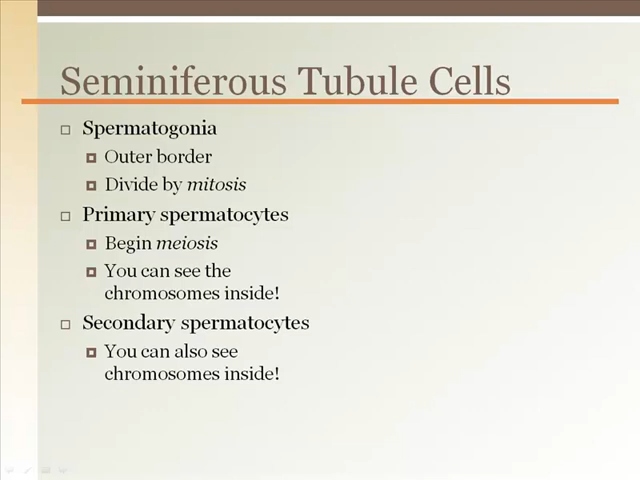 Seminiferous Tubule Cells
Spermatogonia
Outer border
Divide by mitosis
Primary spermatocytes
Begin meiosis
You can see the
chromosomes inside!
Secondary spermatocytes
You can also see
chromosomes inside!